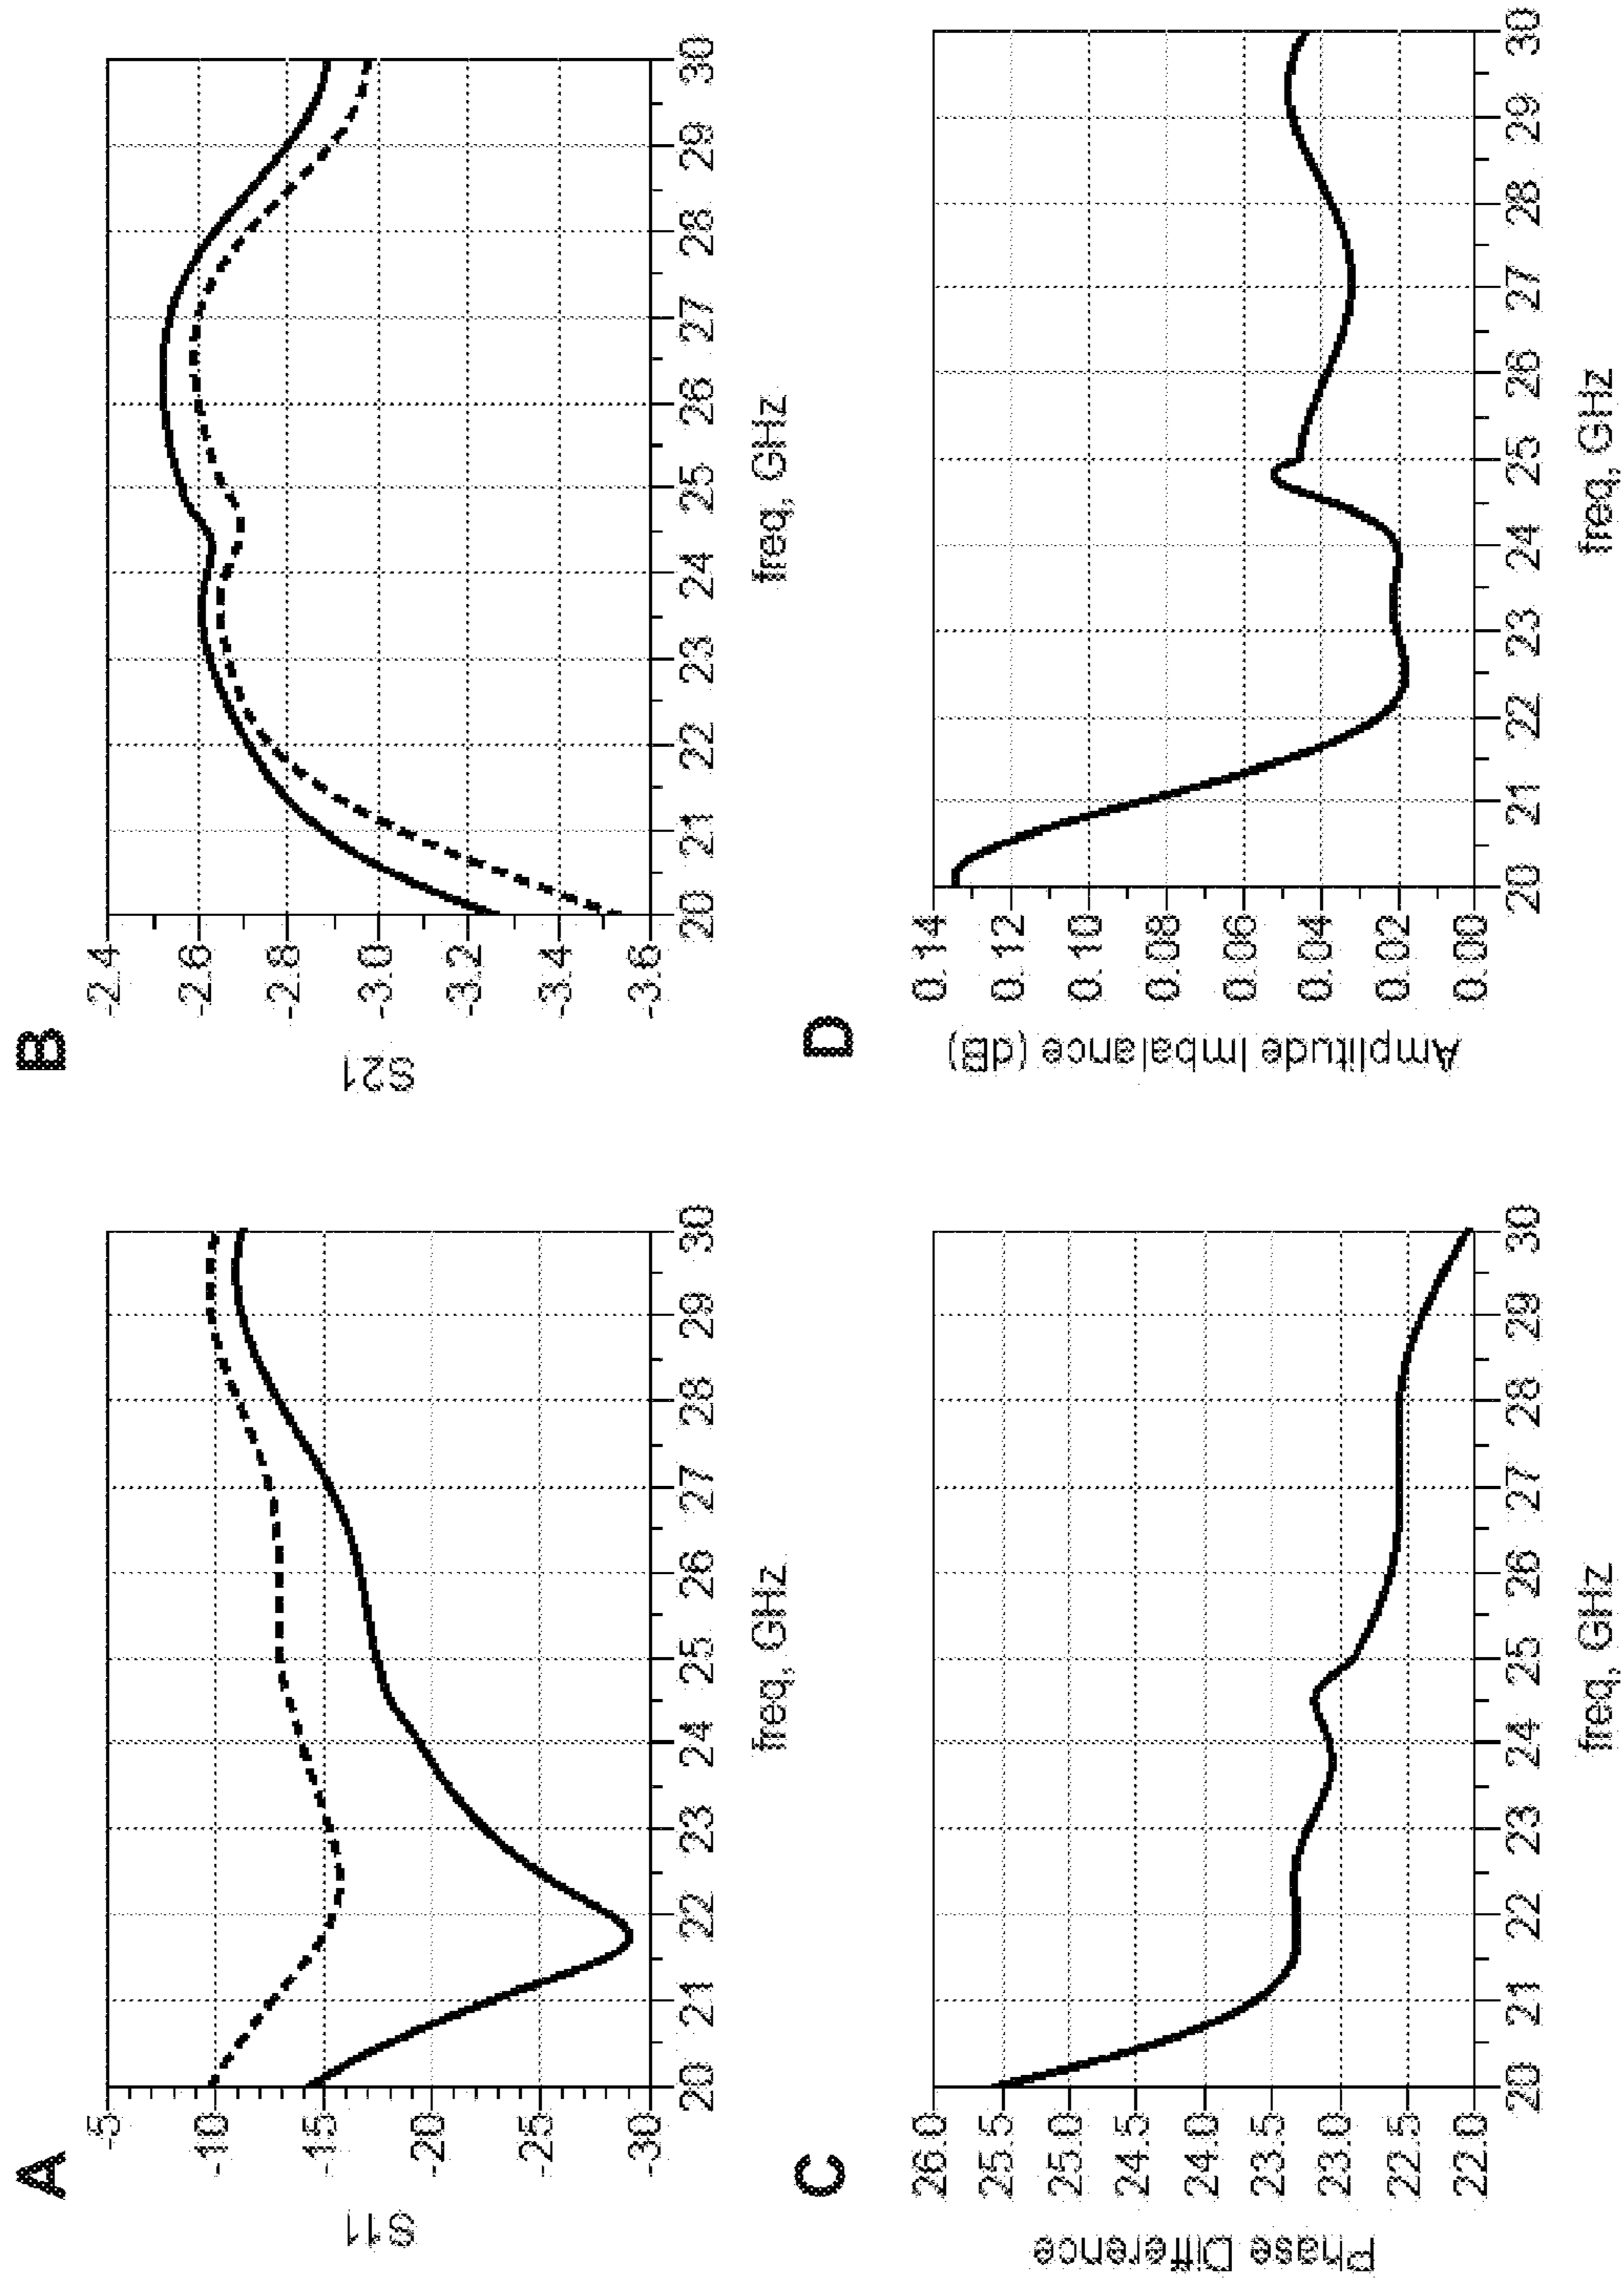 A
S11
-5
-10
-15
-20
-25
-30
20 21 22 23 24 25 26 27 28 29 30
freq, GHz
B
S21
-2.4
-2.6
-2.8
-3.0
-3.2
-3.4
-3.6
20 21 22 23 24 25 26 27 28 29 30
freq, GHz
C
Phase Difference
26.0
25.5
25.0
24.5
24.0
23.5
23.0
22.5
22.0
20 21 22 23 24 25 26 27 28 29 30
freq, GHz
D
Amplitude Imbalance (dB)
0.14
0.12
0.10
0.08
0.06
0.04
0.02
0.00
20 21 22 23 24 25 26 27 28 29 30
freq, GHz